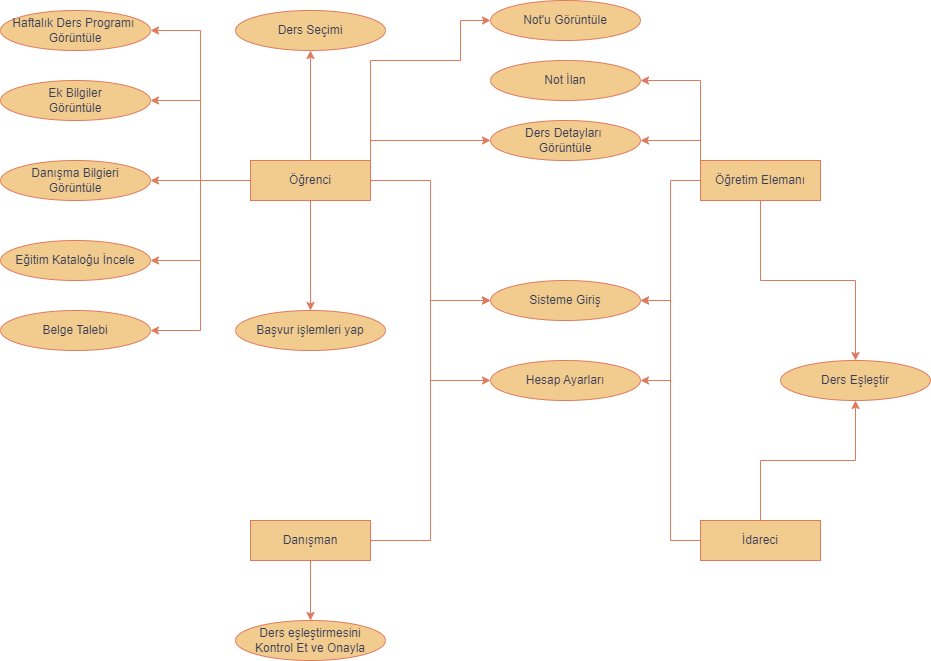 Haftalık Ders Programı
Görüntüle
Ders Seçimi
Not'u Görüntüle
Ek Bilgiler
Görüntüle
Not İlan
Ders Detayları
Görüntüle
Danışma Bilgieri
Görüntüle
Öğrenci
Öğretim Elemanı
Eğitim Kataloğu İncele
Sisteme Giriş
Belge Talebi
Başvur işlemleri yap
Hesap Ayarları
Ders Eşleştir
Danışman
İdareci
Ders eşleştirmesini
Kontrol Et ve Onayla